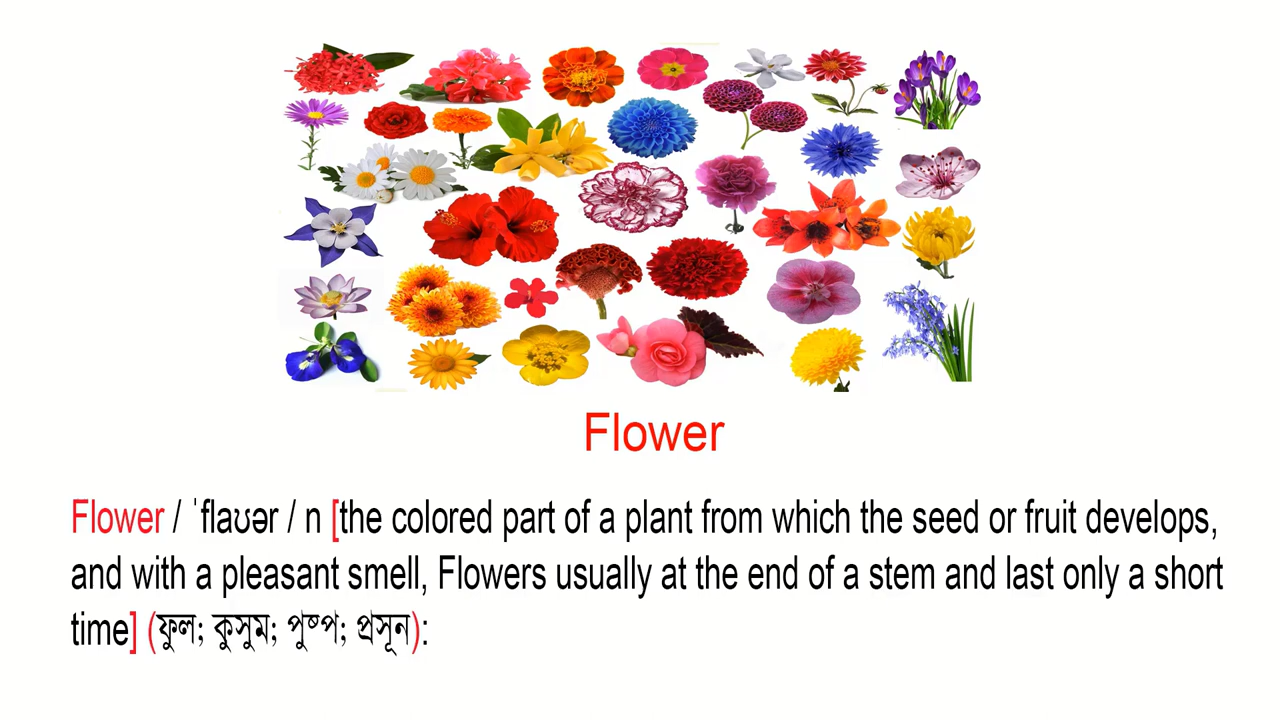 Flower
Flower / ˈflaʊər / n [the colored part of a plant from which the seed or fruit develops,
and with a pleasant smell, Flowers usually at the end of a stem and last only a short
time] (ফুল; কুসুম; পুষ্প; প্রসূন):